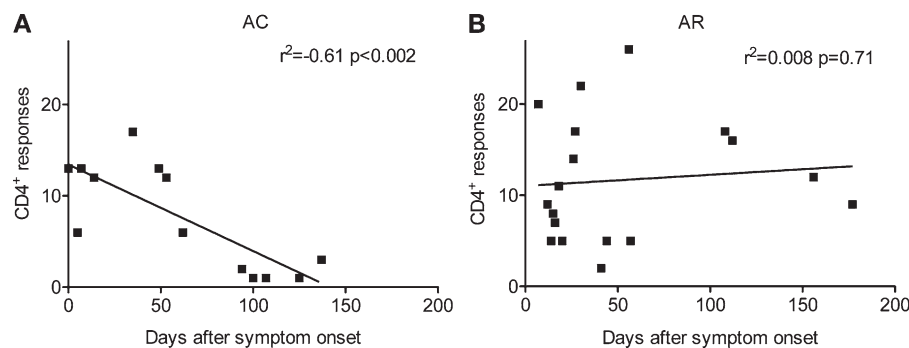 A
AC
r²=-0.61 p<0.002
CD4⁺ responses
20
10
0
0 50 100 150 200
Days after symptom onset
B
AR
r²=0.008 p=0.71
CD4⁺ responses
20
10
0
0 50 100 150 200
Days after symptom onset